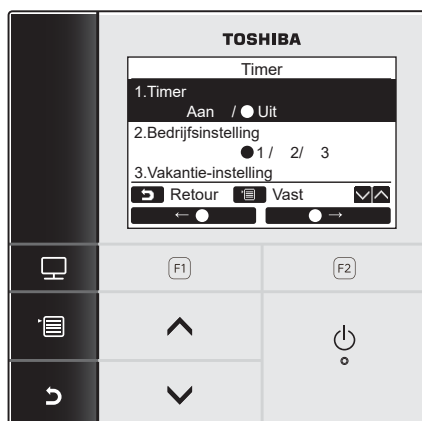 TOSHIBA
Timer
1.Timer
Aan / Uit
2.Bedrijfsinstelling
1 / 2/ 3
3.Vakantie-instelling
Retour Vast
F1 F2